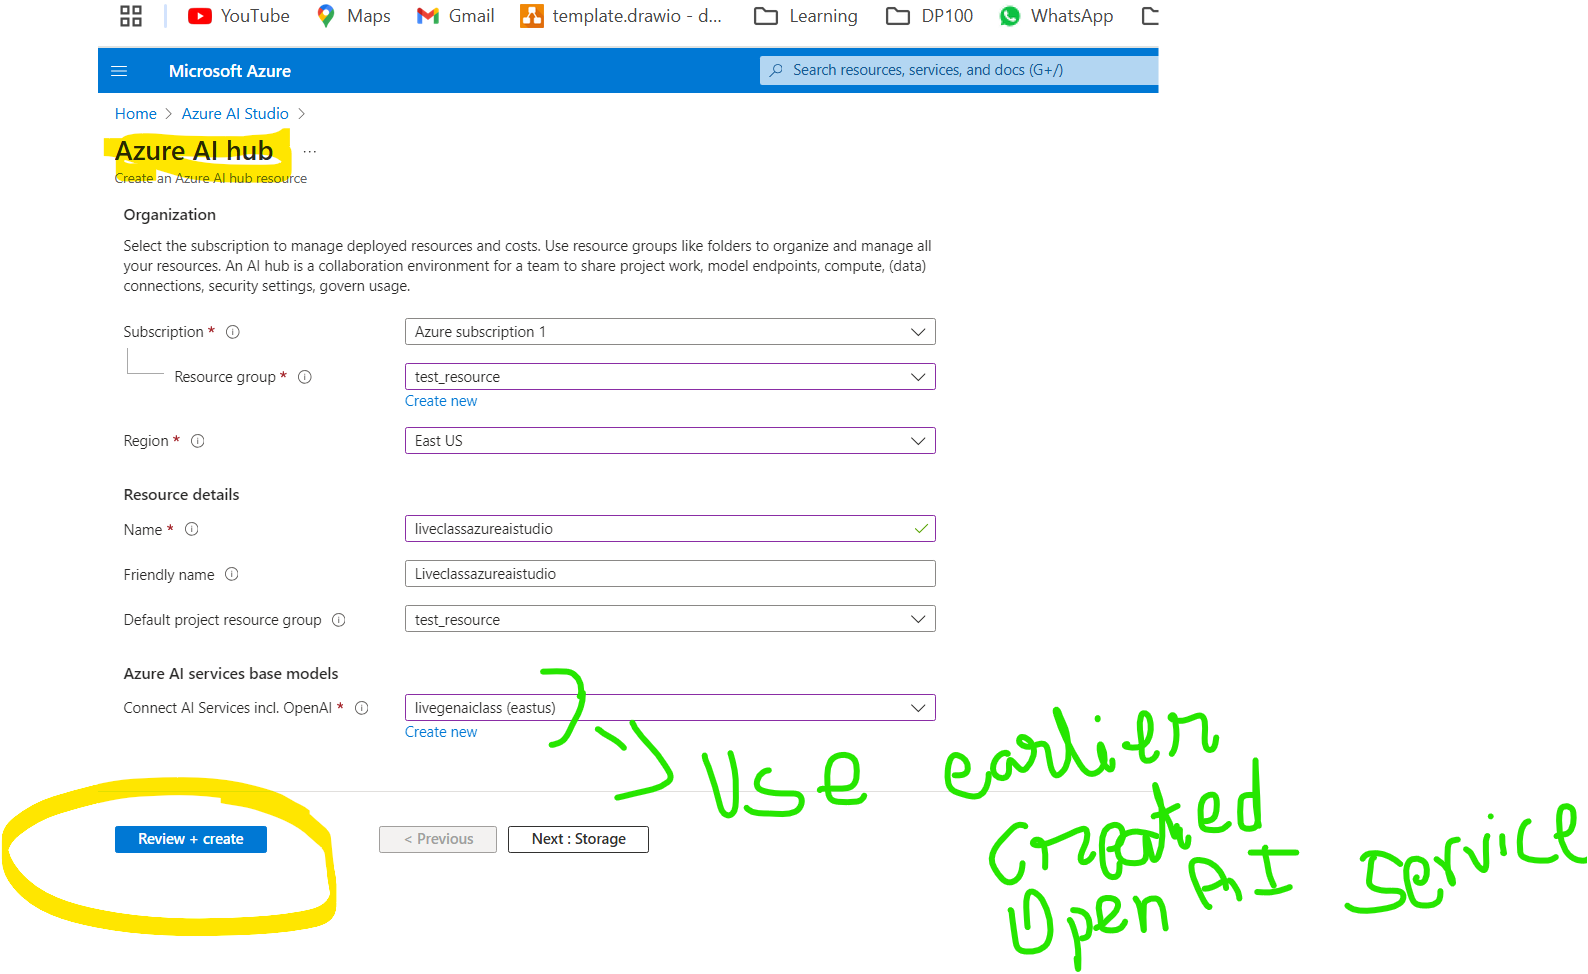 YouTube Maps Gmail template.drawio - d... Learning DP100 WhatsApp
Microsoft Azure Search resources, services, and docs (G+/)
Home > Azure AI Studio >
Azure AI hub ...
Create an Azure AI hub resource
Organization
Select the subscription to manage deployed resources and costs. Use resource groups like folders to organize and manage all
your resources. An AI hub is a collaboration environment for a team to share project work, model endpoints, compute, (data)
connections, security settings, govern usage.
Subscription * Azure subscription 1
Resource group * test_resource
Create new
Region * East US
Resource details
Name * liveclassazureaistudio
Friendly name Liveclassazureaistudio
Default project resource group test_resource
Azure AI services base models
Connect AI Services incl. OpenAI * livegenaiclass (eastus)
Create new
Use earlier
Created
Open AI Service
Review + create < Previous Next : Storage